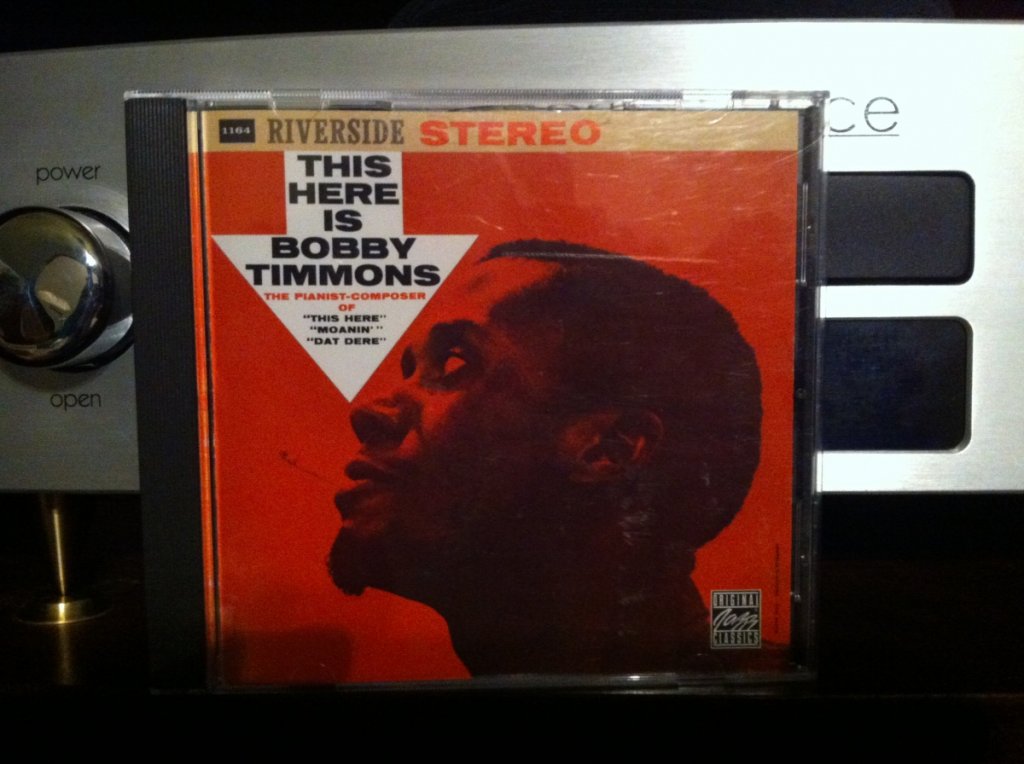 1164 RIVERSIDE STEREO
ce
THIS
HERE
IS
BOBBY
TIMMONS
THE PIANIST-COMPOSER
OF
"THIS HERE"
"MOANIN'"
"DAT DERE"
power
open
ORIGINAL
Jazz
CLASSICS